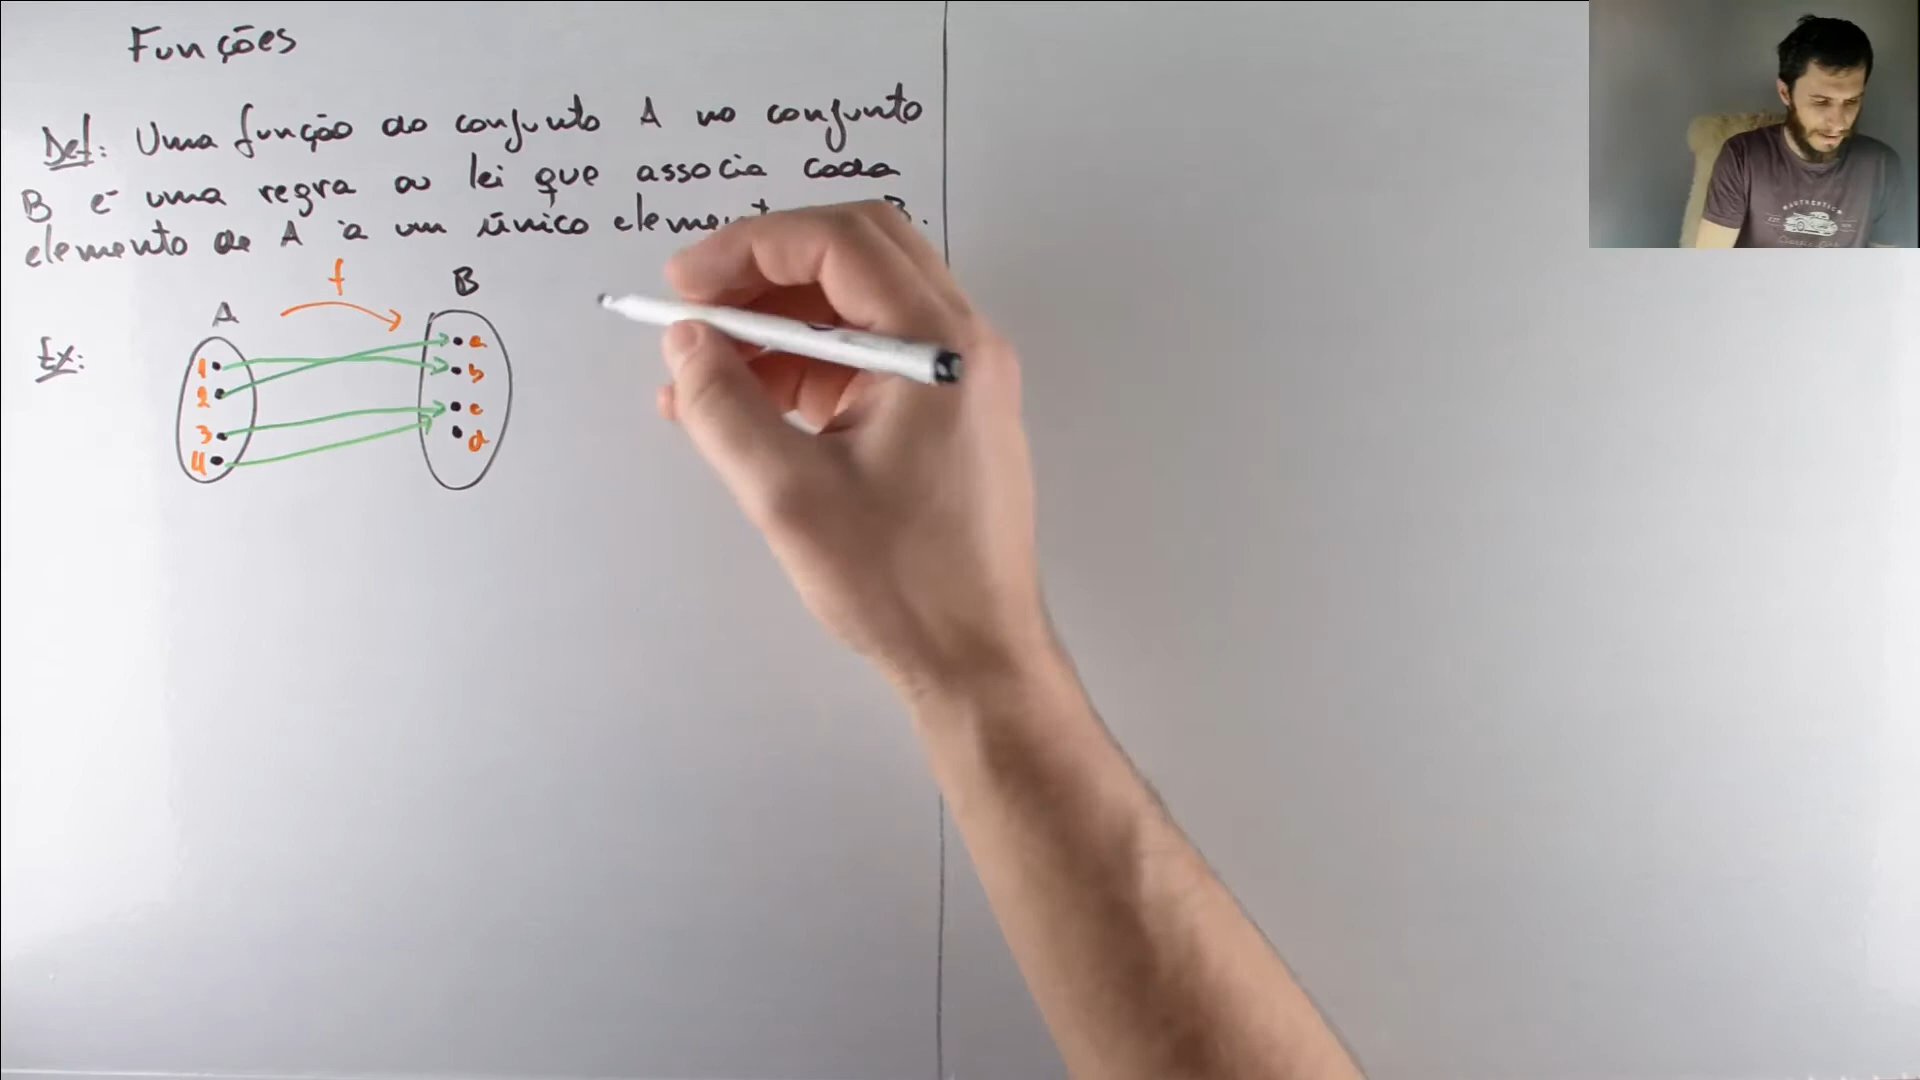 Funções
Def: Uma função do conjunto A no conjunto
B é uma regra ou lei que associa cada
elemento de A à um único element B.
f
A
B
Ex:
1
2
3
4
a
b
c
d